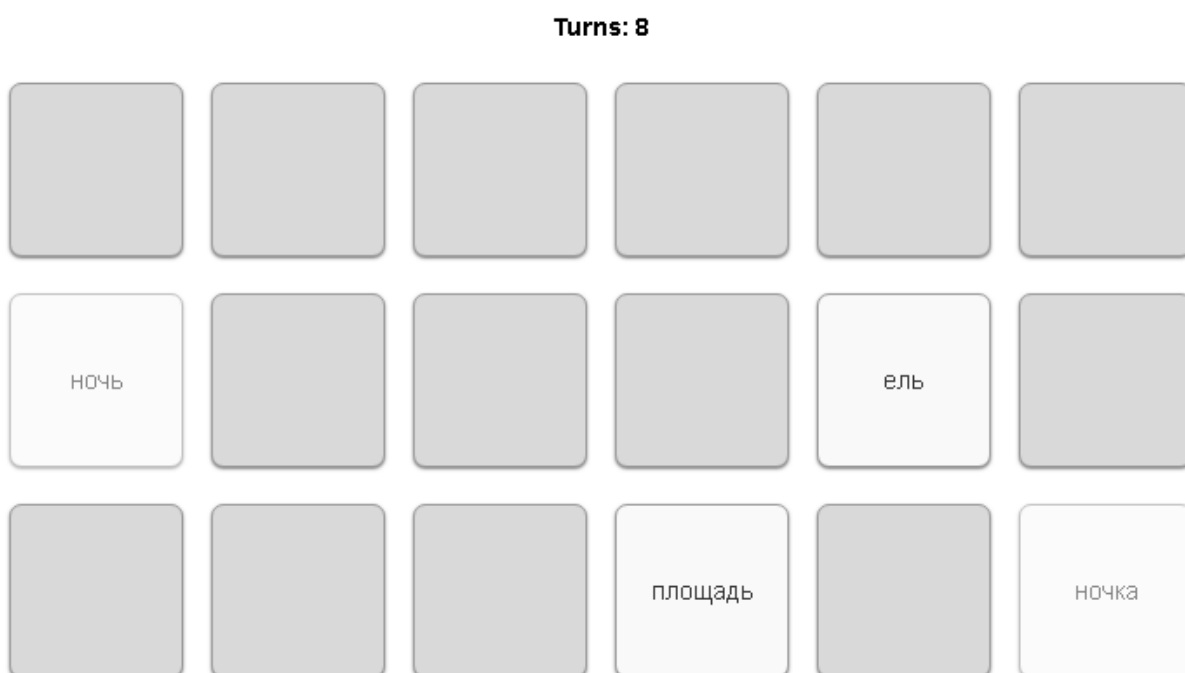 Turns: 8
ночь
ель
площадь
ночка